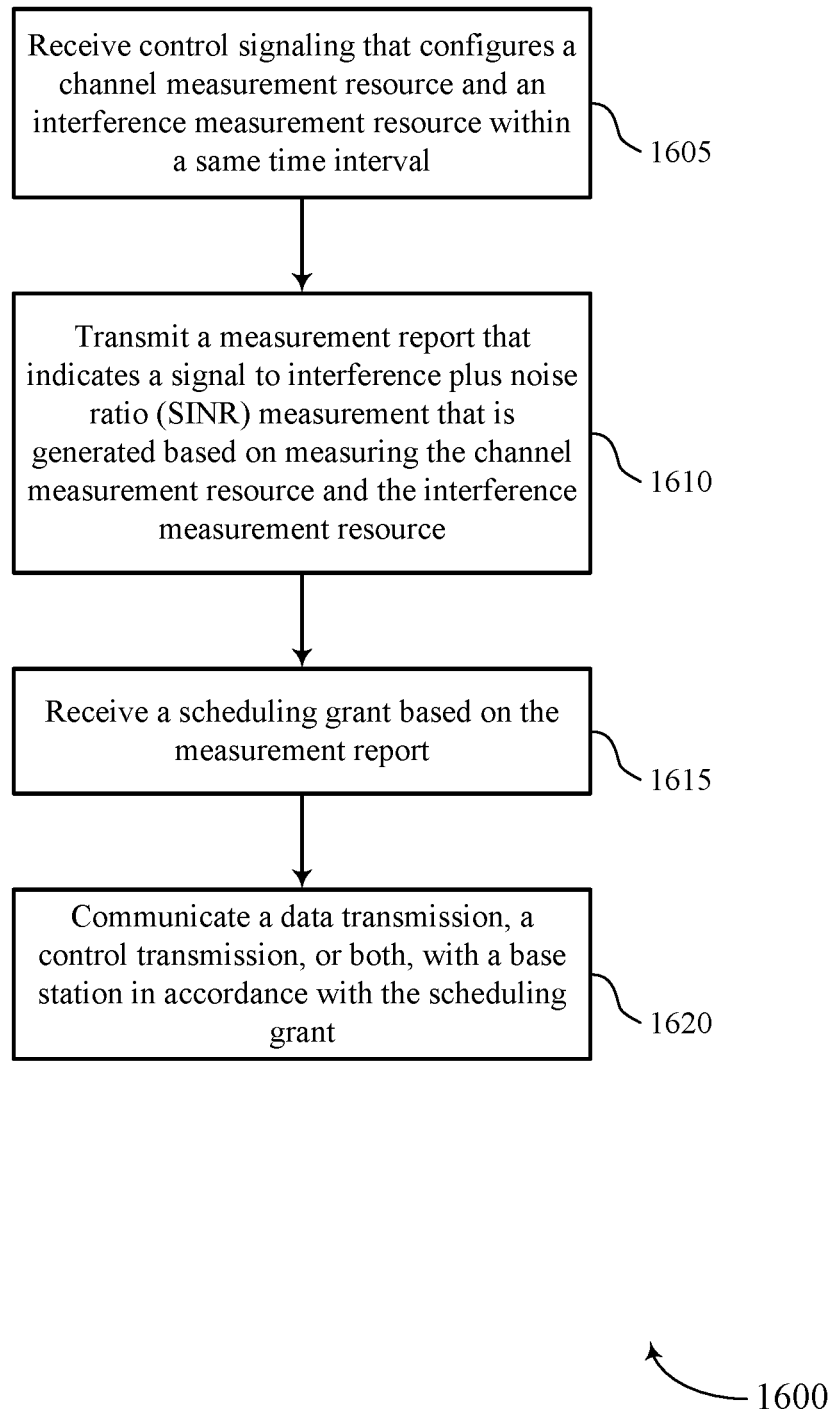 Receive control signaling that configures a
channel measurement resource and an
interference measurement resource within
a same time interval
1605
Transmit a measurement report that
indicates a signal to interference plus noise
ratio (SINR) measurement that is
generated based on measuring the channel
measurement resource and the interference
measurement resource
1610
Receive a scheduling grant based on the
measurement report
1615
Communicate a data transmission, a
control transmission, or both, with a base
station in accordance with the scheduling
grant
1620
1600